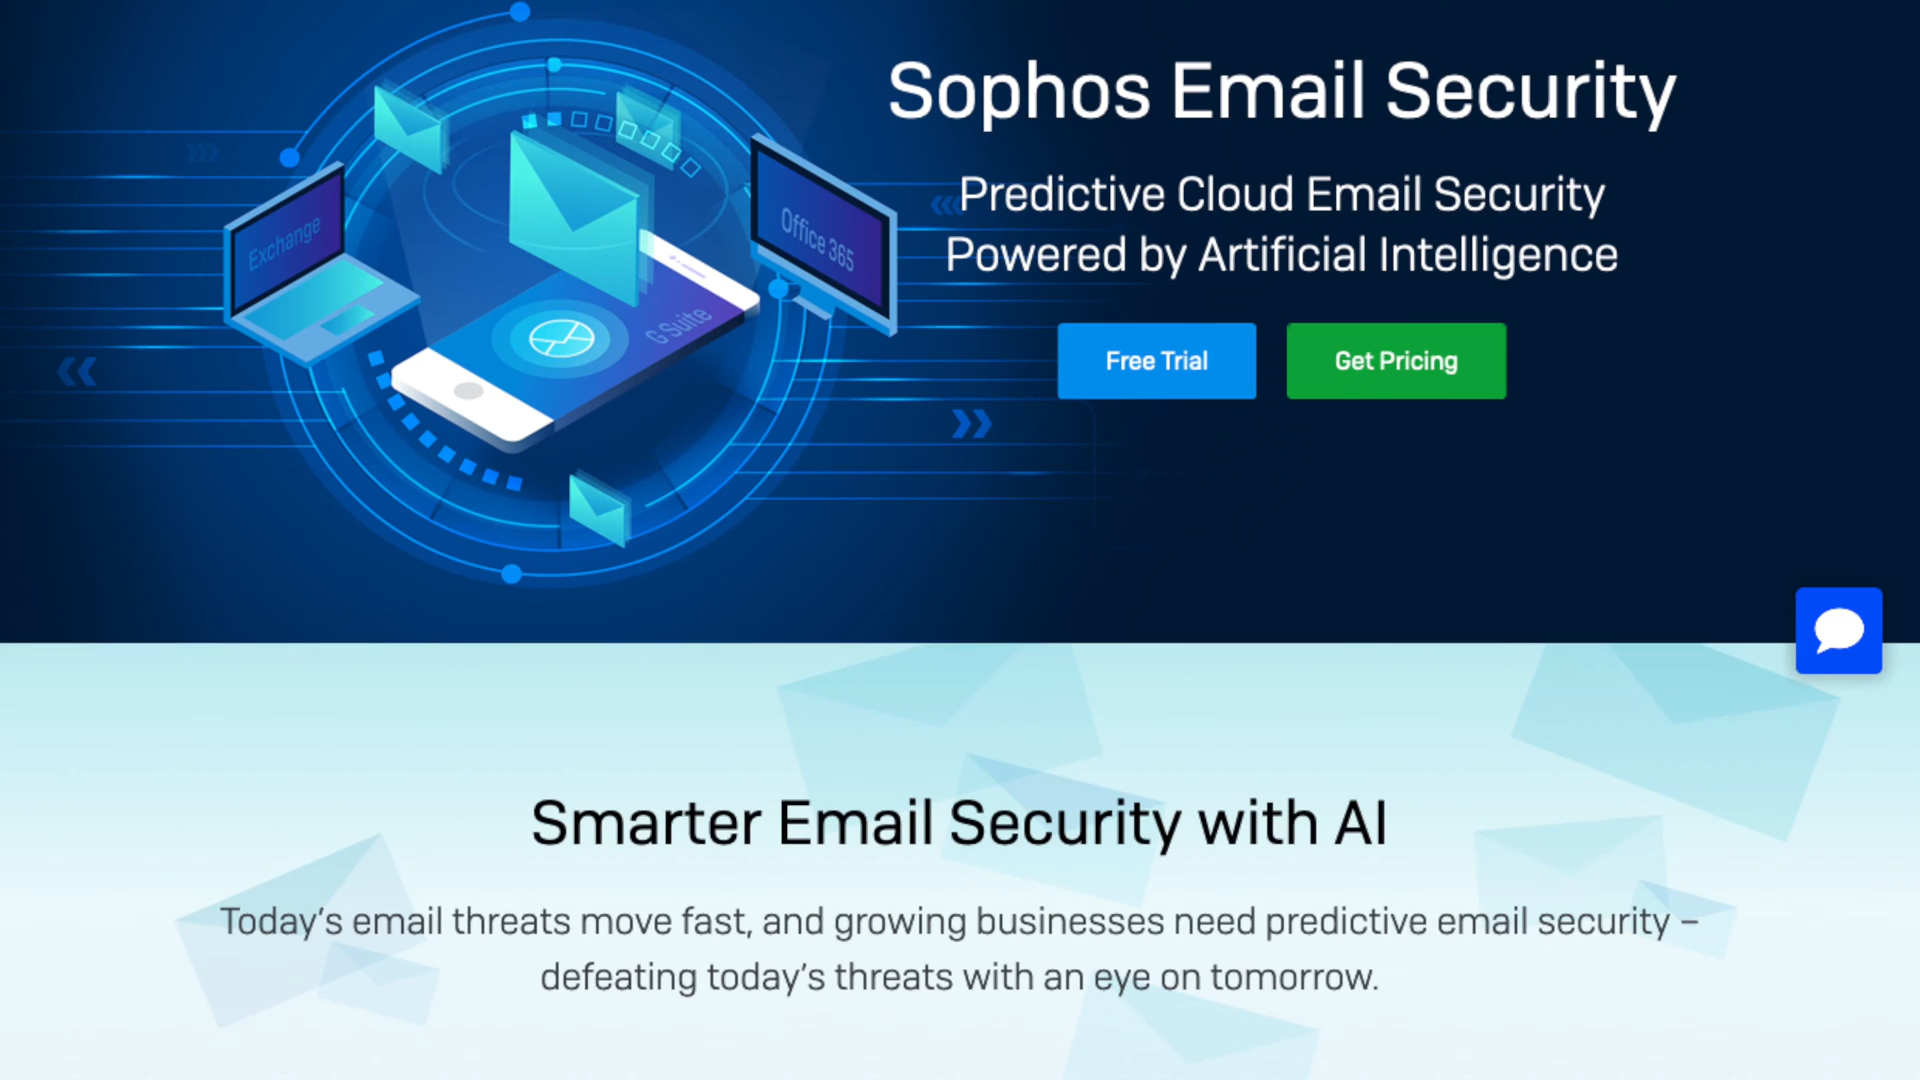 Sophos Email Security
Predictive Cloud Email Security
Powered by Artificial Intelligence
Free Trial
Get Pricing
Exchange
Office 365
G Suite
Smarter Email Security with AI
Today's email threats move fast, and growing businesses need predictive email security –
defeating today's threats with an eye on tomorrow.